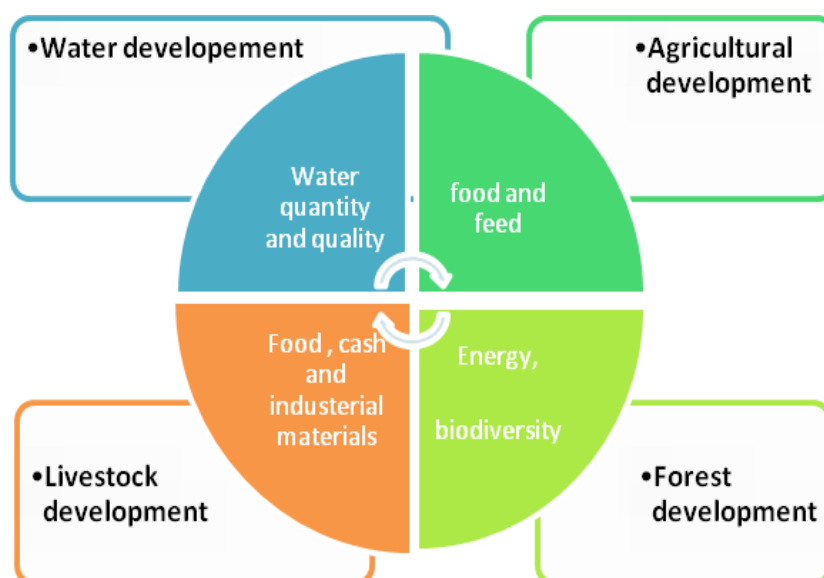 •Water developement
•Agricultural
development
Water
quantity
and quality
food and
feed
Food , cash
and
industerial
materials
Energy,
biodiversity
•Livestock
development
•Forest
development